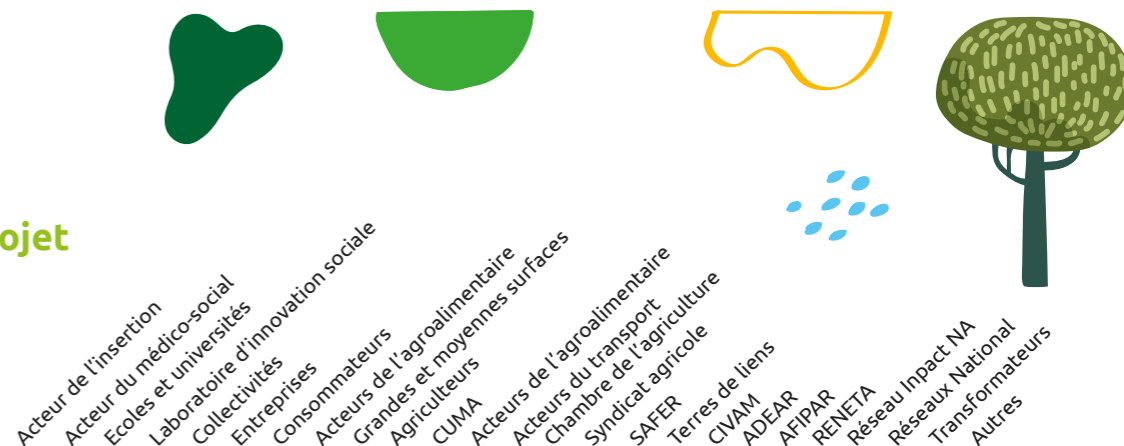 ojet
Acteur de l'insertion
Acteur du médico-social
Ecoles et universités
Laboratoire d'innovation sociale
Collectivités
Entreprises
Consommateurs
Acteurs de l'agroalimentaire
Grandes et moyennes surfaces
Agriculteurs
CUMA
Acteurs de l'agroalimentaire
Acteurs du transport
Chambre de l'agriculture
Syndicat agricole
SAFER
Terres de liens
CIVAM
ADEAR
AFIPAR
RENETA
Réseau Inpact NA
Réseaux National
Transformateurs
Autres